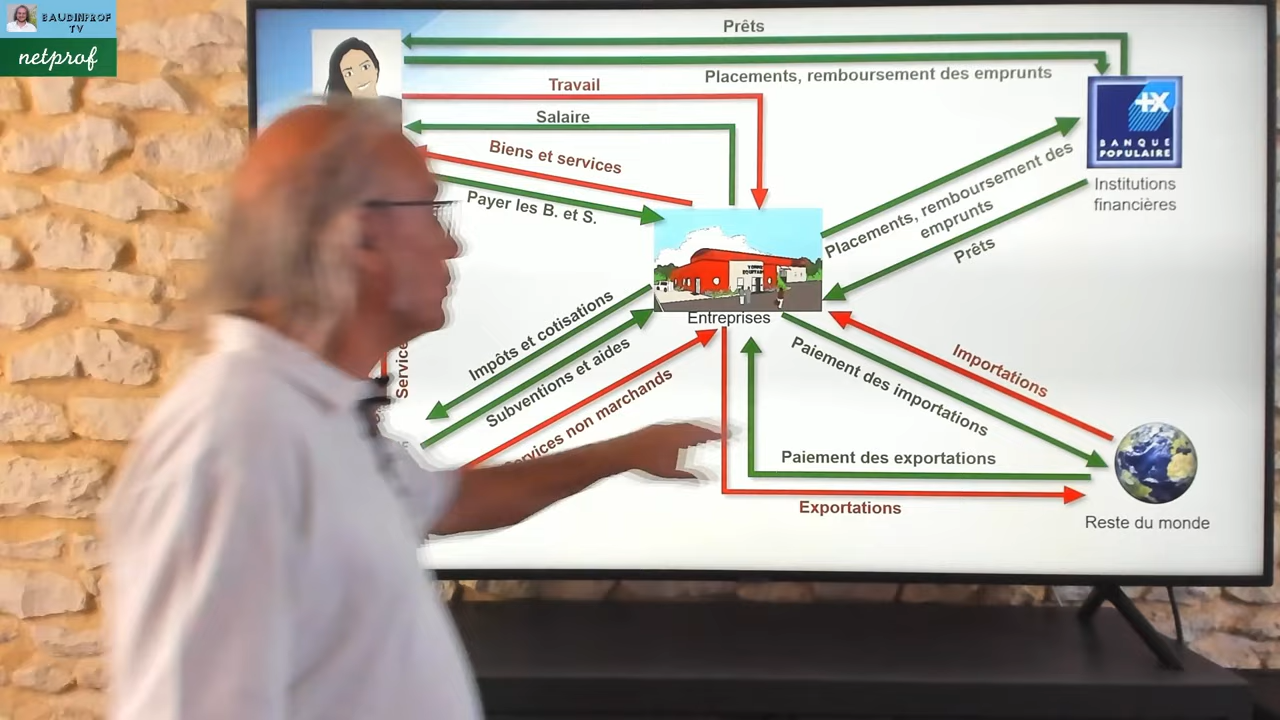 BAUDINPROF
TV
netprof
Prêts
Placements, remboursement des emprunts
Travail
Salaire
Biens et services
Payer les B. et S.
+X
BANQUE
POPULAIRE
Institutions
financières
Placements, remboursement des
emprunts
Prêts
Entreprises
Impôts et cotisations
Subventions et aides
Services non marchands
Service
Importations
Paiement des importations
Paiement des exportations
Exportations
Reste du monde